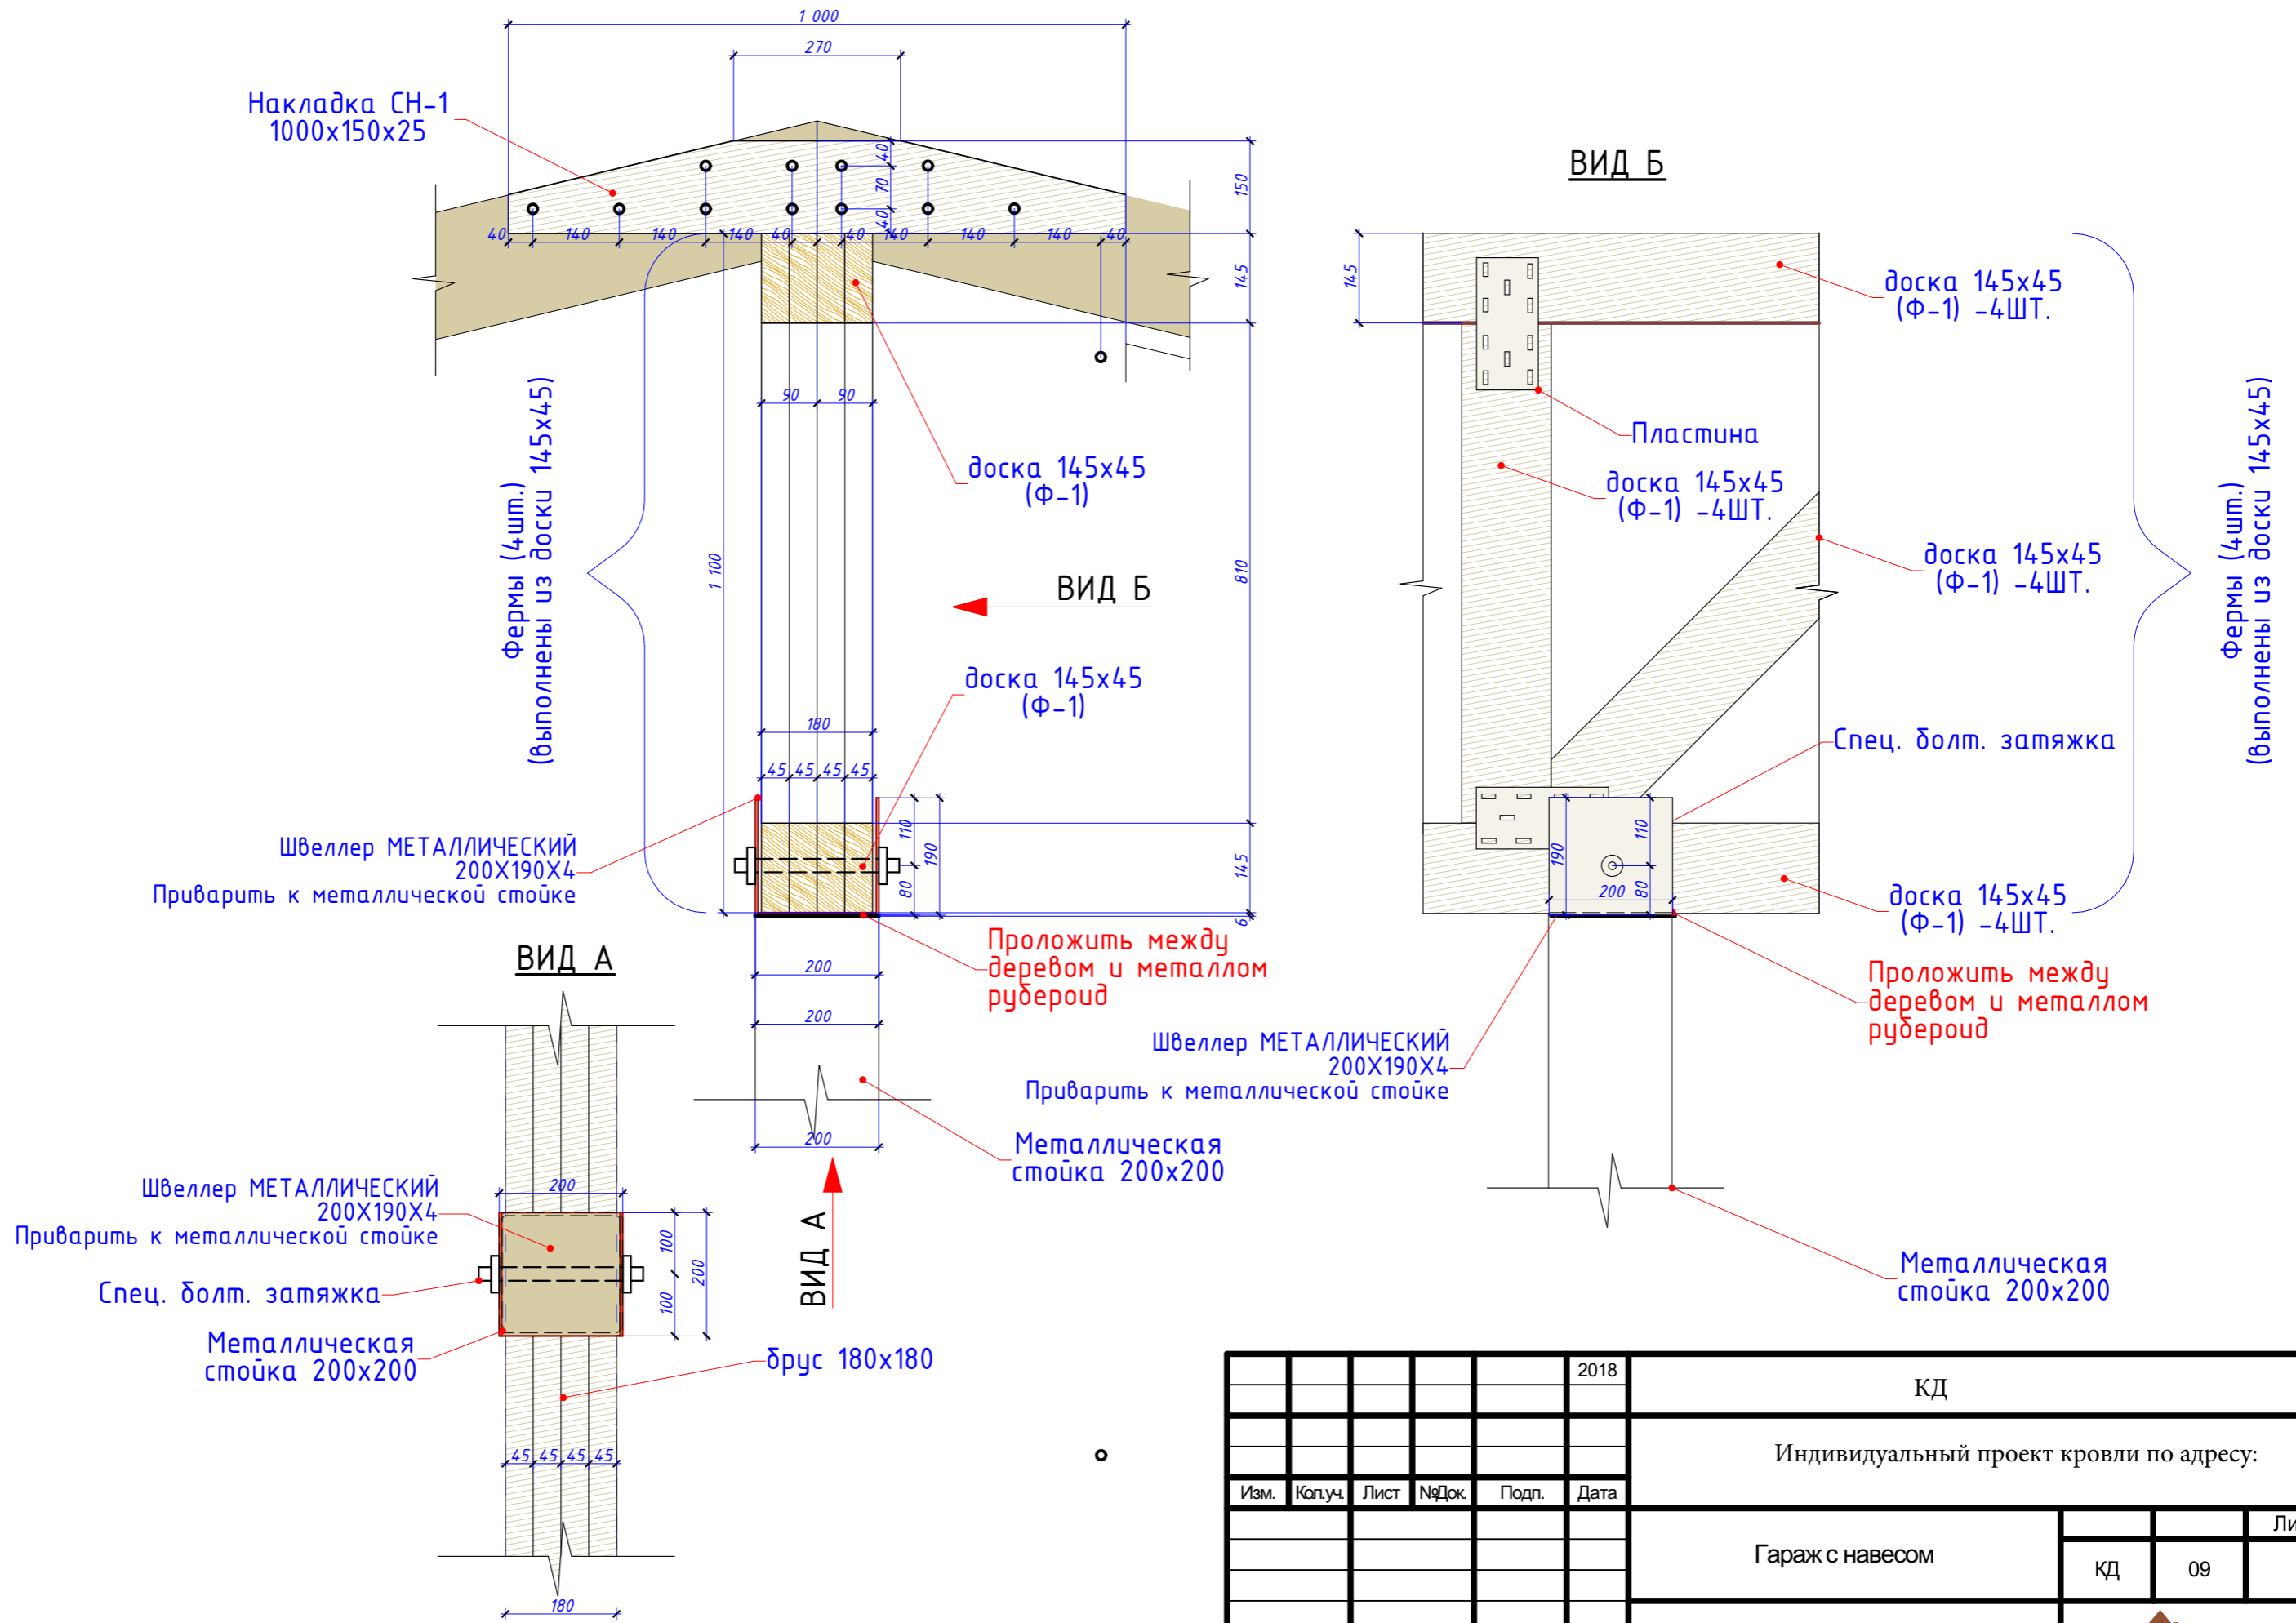 1 000
270
Накладка СН-1
1000х150х25
40
70
40
150
40
140
140
140
40
40
140
140
140
40
145
90
90
доска 145х45
(Ф-1)
Фермы (4шт.)
(выполнены из доски 145х45)
1 100
810
ВИД Б
доска 145х45
(Ф-1)
180
45
45
45
45
Швеллер МЕТАЛЛИЧЕСКИЙ
200Х190Х4
Приварить к металлической стойке
110
190
80
145
6
Проложить между
деревом и металлом
рубероид
200
200
200
Металлическая
стойка 200х200
ВИД А
ВИД Б
145
доска 145х45
(Ф-1) -4ШТ.
Пластина
доска 145х45
(Ф-1) -4ШТ.
доска 145х45
(Ф-1) -4ШТ.
Фермы (4шт.)
(выполнены из доски 145х45)
Спец. болт. затяжка
190
110
200
80
доска 145х45
(Ф-1) -4ШТ.
Проложить между
деревом и металлом
рубероид
Швеллер МЕТАЛЛИЧЕСКИЙ
200Х190Х4
Приварить к металлической стойке
Металлическая
стойка 200х200
ВИД А
Швеллер МЕТАЛЛИЧЕСКИЙ
200Х190Х4
Приварить к металлической стойке
200
100
200
100
Спец. болт. затяжка
Металлическая
стойка 200х200
брус 180х180
45
45
45
45
180
2018
КД
Индивидуальный проект кровли по адресу:
Изм. Кол.уч. Лист №Док. Подп. Дата
Гараж с навесом
КД
09